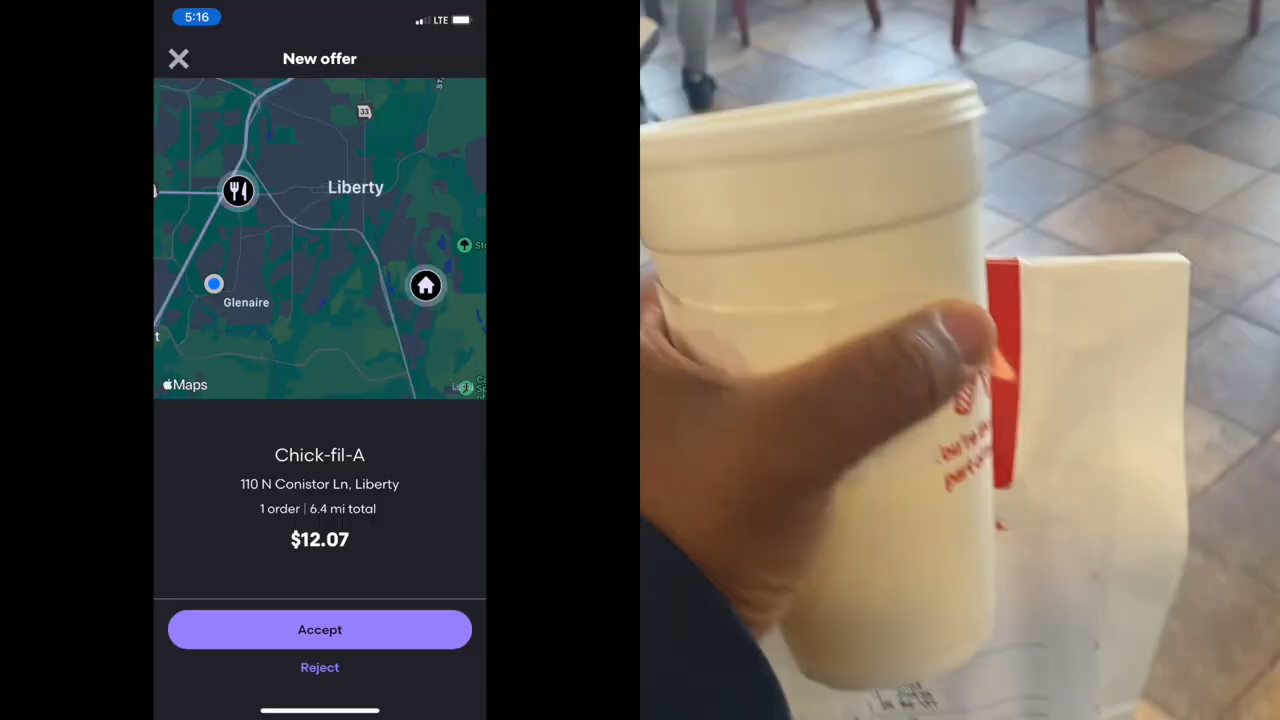 5:16
LTE
New offer
33
Liberty
Glenaire
Maps
Chick-fil-A
110 N Conistor Ln, Liberty
1 order | 6.4 mi total
$12.07
Accept
Reject